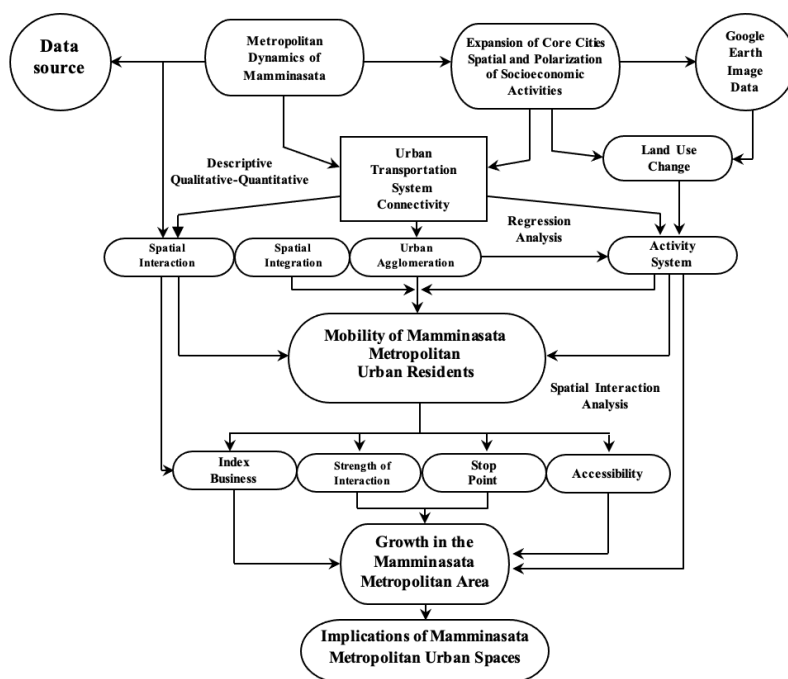 Data
source
Metropolitan
Dynamics of
Mamminasata
Expansion of Core Cities
Spatial and Polarization
of Socioeconomic
Activities
Google
Earth
Image
Data
Descriptive
Qualitative-Quantitative
Urban
Transportation
System
Connectivity
Land Use
Change
Regression
Analysis
Spatial
Interaction
Spatial
Integration
Urban
Agglomeration
Activity
System
Mobility of Mamminasata
Metropolitan
Urban Residents
Spatial Interaction
Analysis
Index
Business
Strength of
Interaction
Stop
Point
Accessibility
Growth in the
Mamminasata
Metropolitan Area
Implications of Mamminasata
Metropolitan Urban Spaces